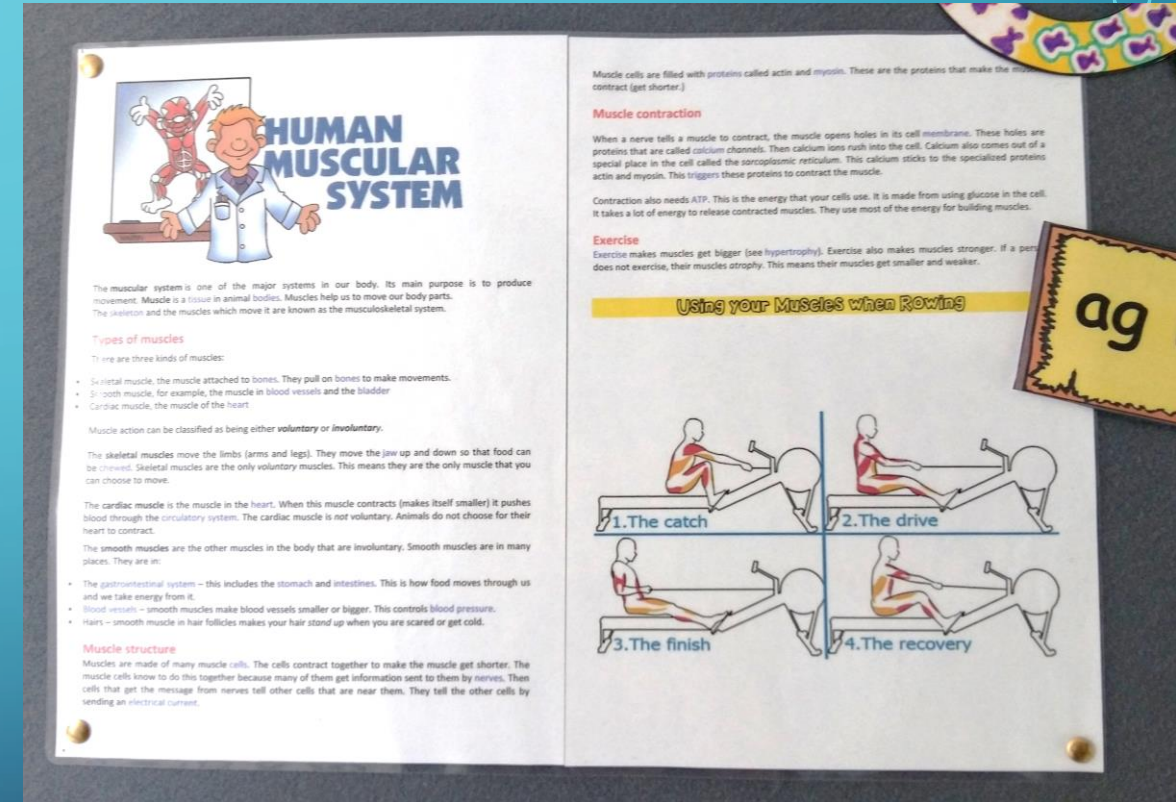 HUMAN
MUSCULAR
SYSTEM
The muscular system is one of the major systems in our body. Its main purpose is to produce
movement. Muscle is a tissue in animal bodies. Muscles help us to move our body parts.
The skeleton and the muscles which move it are known as the musculoskeletal system.
Types of muscles
There are three kinds of muscles:
• Skeletal muscle, the muscle attached to bones. They pull on bones to make movements.
• Smooth muscle, for example, the muscle in blood vessels and the bladder
• Cardiac muscle, the muscle of the heart
Muscle action can be classified as being either voluntary or involuntary.
The skeletal muscles move the limbs (arms and legs). They move the jaw up and down so that food can
be chewed. Skeletal muscles are the only voluntary muscles. This means they are the only muscle that you
can choose to move.
The cardiac muscle is the muscle in the heart. When this muscle contracts (makes itself smaller) it pushes
blood through the circulatory system. The cardiac muscle is not voluntary. Animals do not choose for their
heart to contract.
The smooth muscles are the other muscles in the body that are involuntary. Smooth muscles are in many
places. They are in:
• The gastrointestinal system – this includes the stomach and intestines. This is how food moves through us
and we take energy from it.
• Blood vessels – smooth muscles make blood vessels smaller or bigger. This controls blood pressure.
• Hairs – smooth muscle in hair follicles makes your hair stand up when you are scared or get cold.
Muscle structure
Muscles are made of many muscle cells. The cells contract together to make the muscle get shorter. The
muscle cells know to do this together because many of them get information sent to them by nerves. Then
cells that get the message from nerves tell other cells that are near them. They tell the other cells by
sending an electrical current.
Muscle cells are filled with proteins called actin and myosin. These are the proteins that make the
contract (get shorter.)
Muscle contraction
When a nerve tells a muscle to contract, the muscle opens holes in its cell membrane. These holes are
proteins that are called calcium channels. Then calcium ions rush into the cell. Calcium also comes out of a
special place in the cell called the sarcoplasmic reticulum. This calcium sticks to the specialized proteins
actin and myosin. This triggers these proteins to contract the muscle.
Contraction also needs ATP. This is the energy that your cells use. It is made from using glucose in the cell.
It takes a lot of energy to release contracted muscles. They use most of the energy for building muscles.
Exercise
Exercise makes muscles get bigger (see hypertrophy). Exercise also makes muscles stronger. If a pers
does not exercise, their muscles atrophy. This means their muscles get smaller and weaker.
Using your Muscles when Rowing
1.The catch
2.The drive
3.The finish
4.The recovery
ag